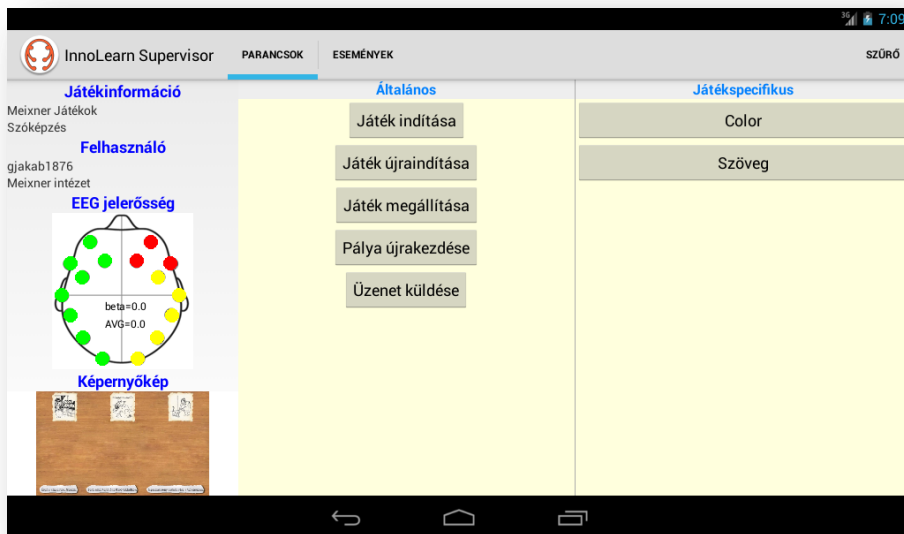 3G 7:09
InnoLearn Supervisor
PARANCSOK
ESEMÉNYEK
SZŰRŐ
Játékinformáció
Meixner Játékok
Szóképzés
Felhasználó
gjakab1876
Meixner intézet
EEG jelerősség
beta=0.0
AVG=0.0
Képernyőkép
Általános
Játék indítása
Játék újraindítása
Játék megállítása
Pálya újrakezdése
Üzenet küldése
Játékspecifikus
Color
Szöveg